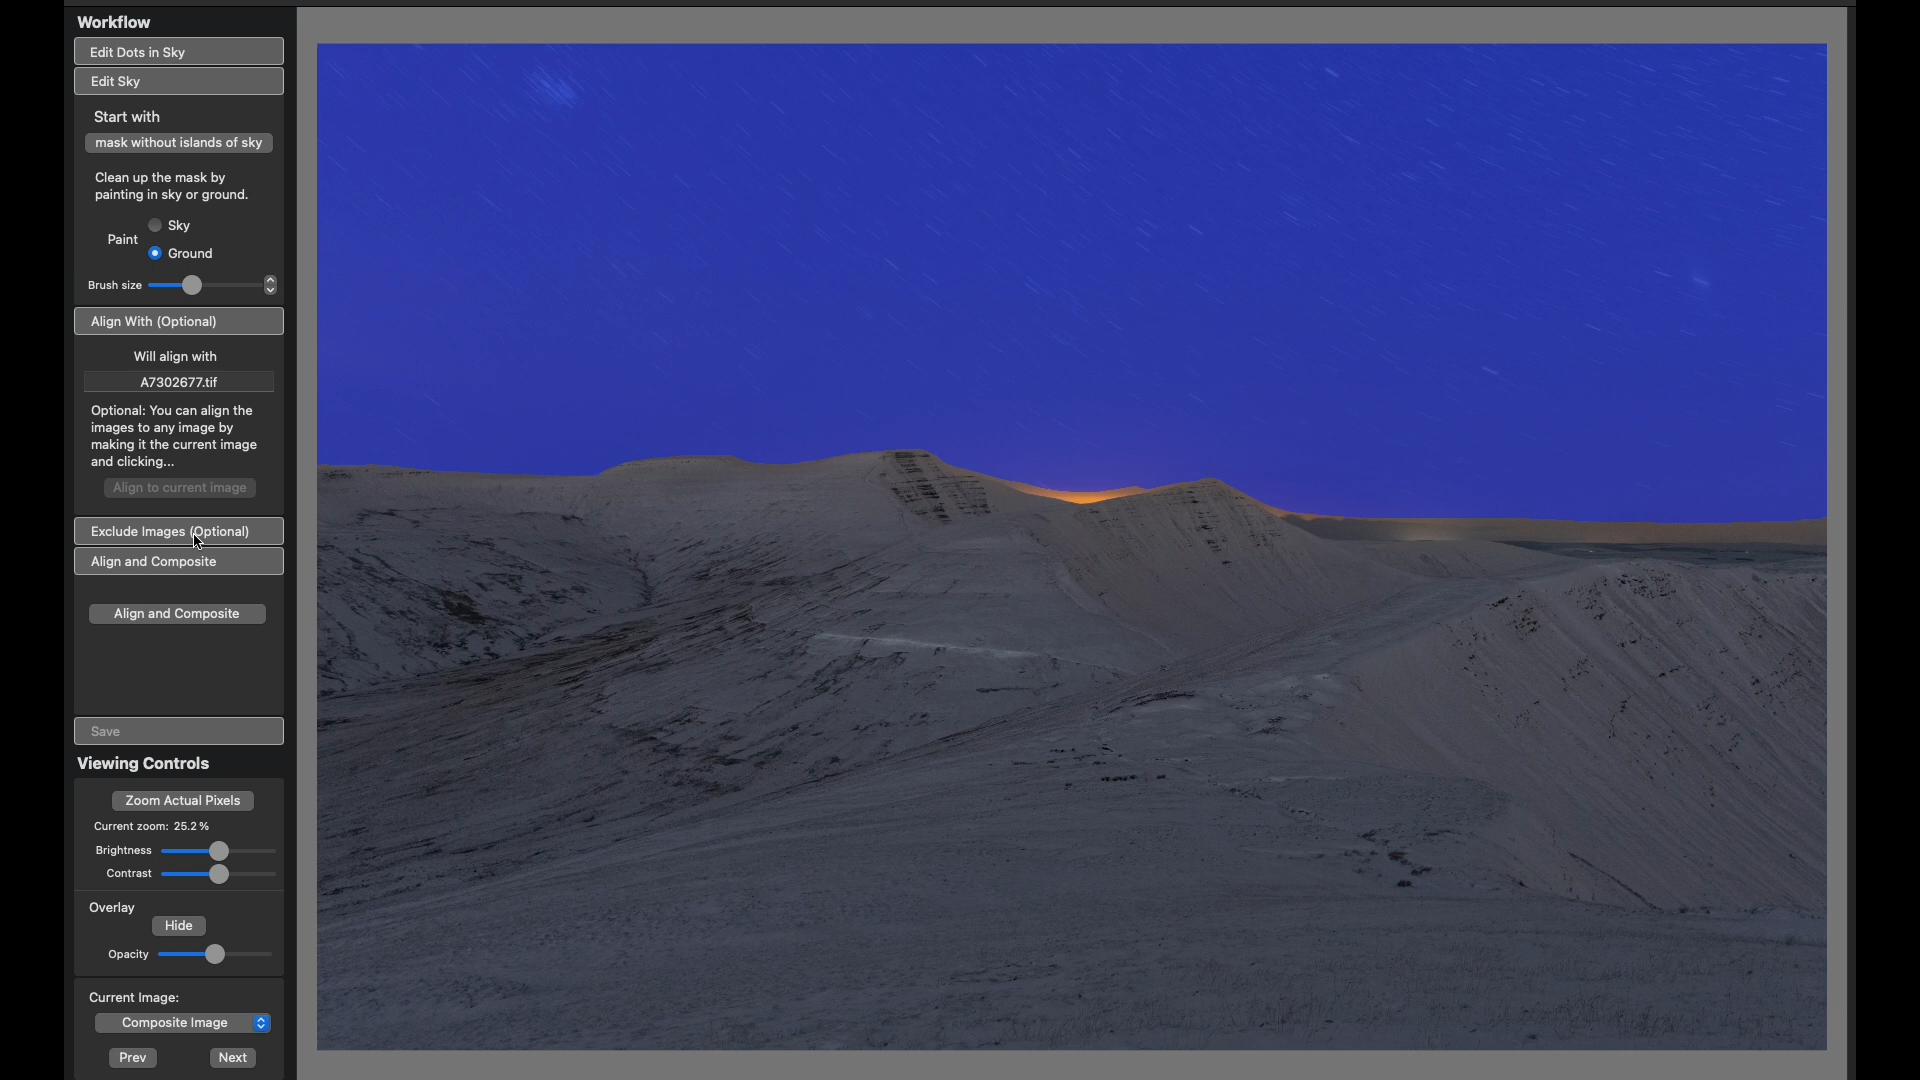 Workflow
Edit Dots in Sky
Edit Sky
Start with
mask without islands of sky
Clean up the mask by
painting in sky or ground.
Paint
Sky
Ground
Brush size
Align With (Optional)
Will align with
A7302677.tif
Optional: You can align the
images to any image by
making it the current image
and clicking...
Align to current image
Exclude Images (Optional)
Align and Composite
Align and Composite
Save
Viewing Controls
Zoom Actual Pixels
Current zoom: 25.2 %
Brightness
Contrast
Overlay
Hide
Opacity
Current Image:
Composite Image
Prev Next